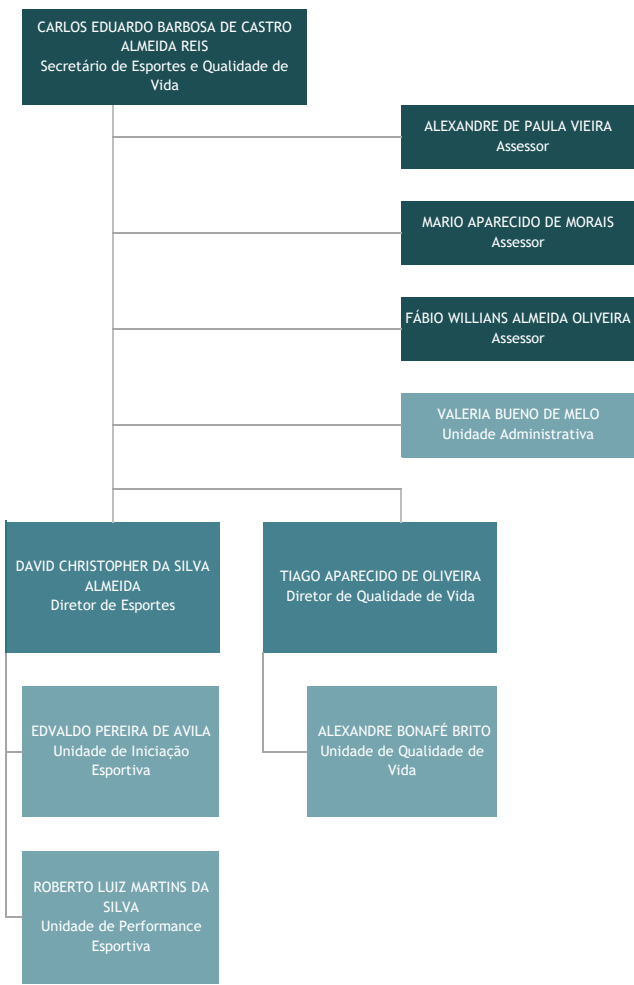 CARLOS EDUARDO BARBOSA DE CASTRO
ALMEIDA REIS
Secretário de Esportes e Qualidade de
Vida
ALEXANDRE DE PAULA VIEIRA
Assessor
MARIO APARECIDO DE MORAIS
Assessor
FÁBIO WILLIANS ALMEIDA OLIVEIRA
Assessor
VALERIA BUENO DE MELO
Unidade Administrativa
DAVID CHRISTOPHER DA SILVA
ALMEIDA
Diretor de Esportes
TIAGO APARECIDO DE OLIVEIRA
Diretor de Qualidade de Vida
EDVALDO PEREIRA DE AVILA
Unidade de Iniciação
Esportiva
ALEXANDRE BONAFÉ BRITO
Unidade de Qualidade de
Vida
ROBERTO LUIZ MARTINS DA
SILVA
Unidade de Performance
Esportiva